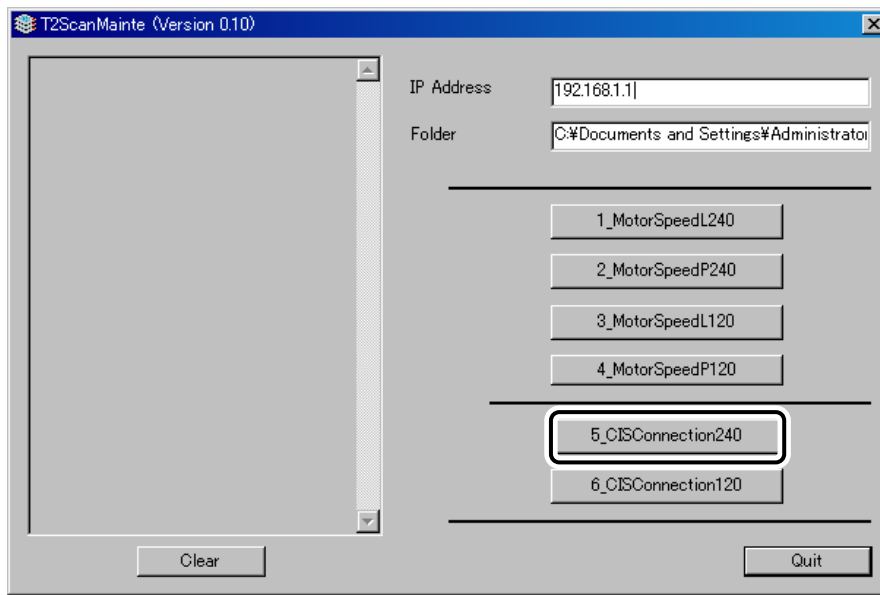 T2ScanMainte (Version 0.10)
IP Address
192.168.1.1
Folder
C:¥Documents and Settings¥Administrator
1_MotorSpeedL240
2_MotorSpeedP240
3_MotorSpeedL120
4_MotorSpeedP120
5_CISConnection240
6_CISConnection120
Clear
Quit